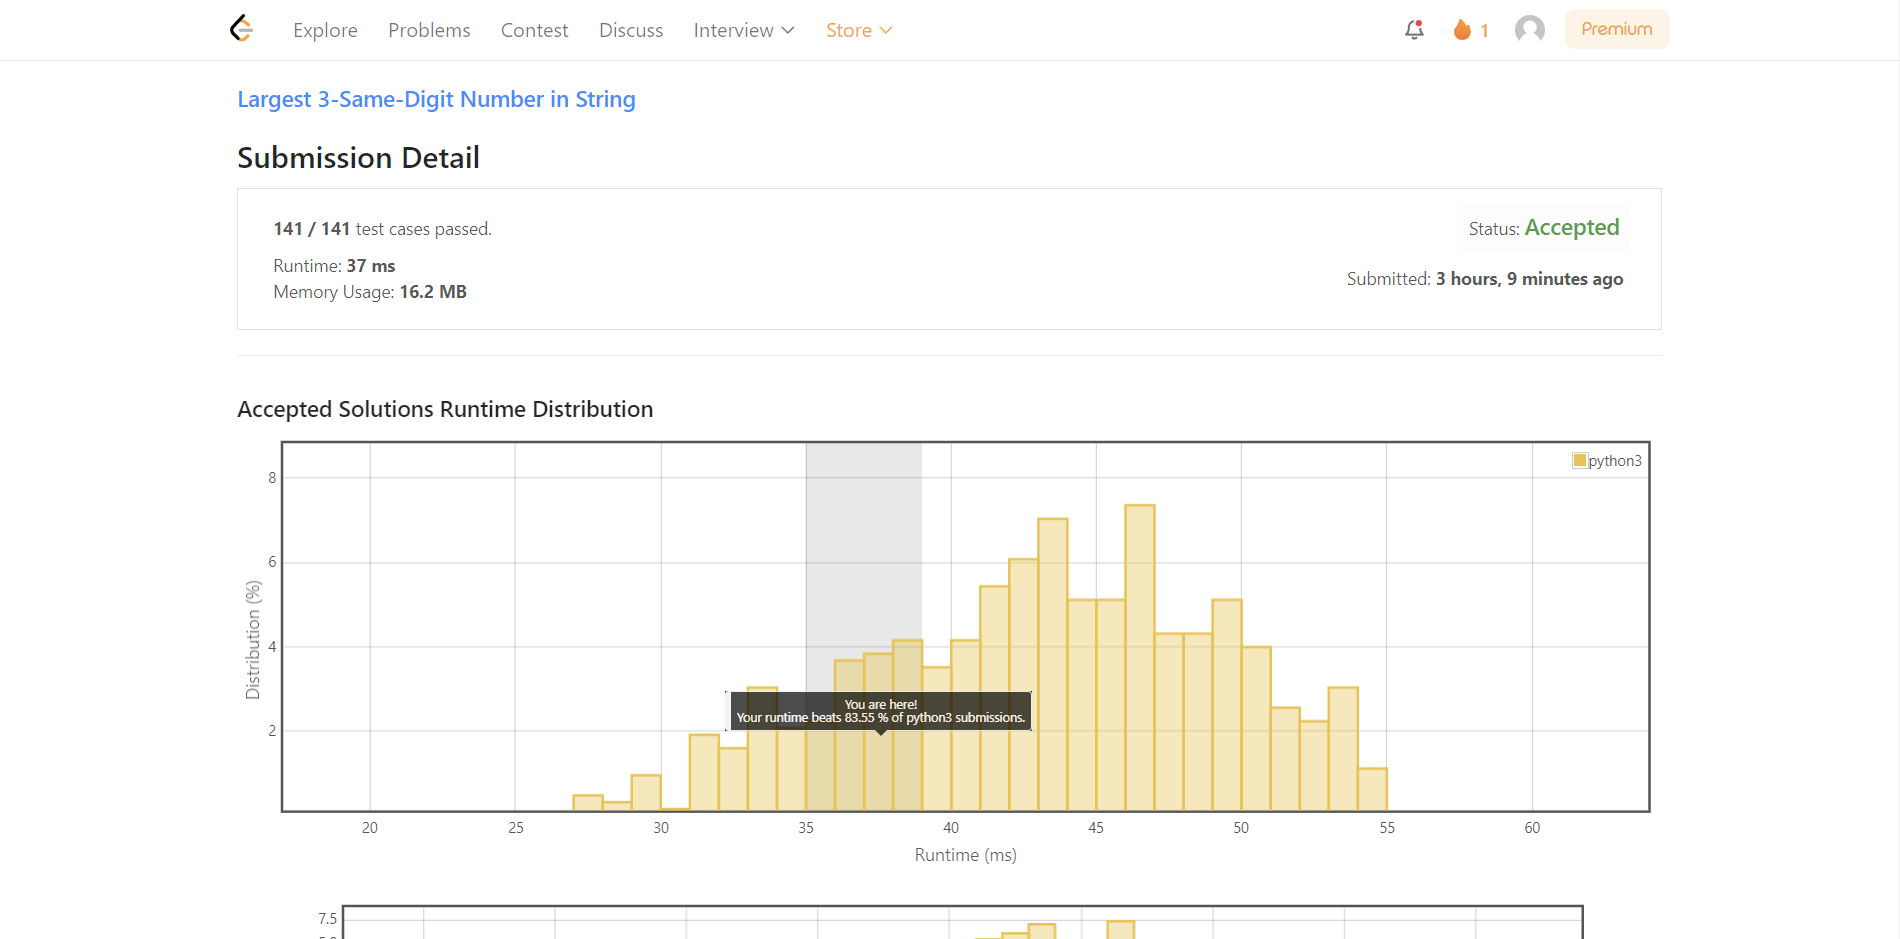 Explore Problems Contest Discuss Interview Store 1 Premium
Largest 3-Same-Digit Number in String
Submission Detail
141 / 141 test cases passed.
Status: Accepted
Runtime: 37 ms
Submitted: 3 hours, 9 minutes ago
Memory Usage: 16.2 MB
Accepted Solutions Runtime Distribution
python3
8
6
4
2
Distribution (%)
You are here!
Your runtime beats 83.55 % of python3 submissions.
20 25 30 35 40 45 50 55 60
Runtime (ms)
7.5